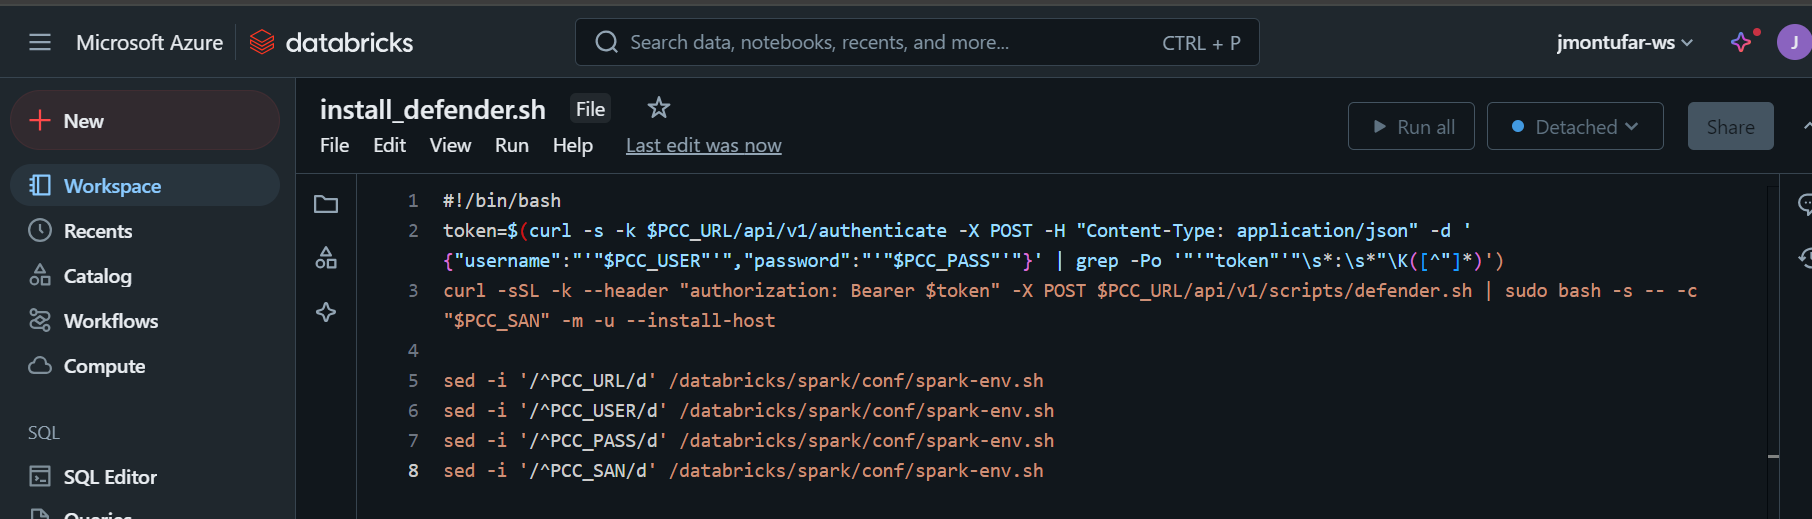 Microsoft Azure databricks Search data, notebooks, recents, and more... CTRL + P jmontufar-ws J
New
Workspace
Recents
Catalog
Workflows
Compute
SQL
SQL Editor
Queries
install_defender.sh File
File Edit View Run Help Last edit was now
Run all Detached Share
1 #!/bin/bash
2 token=$(curl -s -k $PCC_URL/api/v1/authenticate -X POST -H "Content-Type: application/json" -d '
{"username":"'"$PCC_USER"'","password":"'"$PCC_PASS"'"}' | grep -Po '"'"token"'"\s*:\s*"\K([^"]*)')
3 curl -sSL -k --header "authorization: Bearer $token" -X POST $PCC_URL/api/v1/scripts/defender.sh | sudo bash -s -- -c
"$PCC_SAN" -m -u --install-host
4
5 sed -i '/^PCC_URL/d' /databricks/spark/conf/spark-env.sh
6 sed -i '/^PCC_USER/d' /databricks/spark/conf/spark-env.sh
7 sed -i '/^PCC_PASS/d' /databricks/spark/conf/spark-env.sh
8 sed -i '/^PCC_SAN/d' /databricks/spark/conf/spark-env.sh